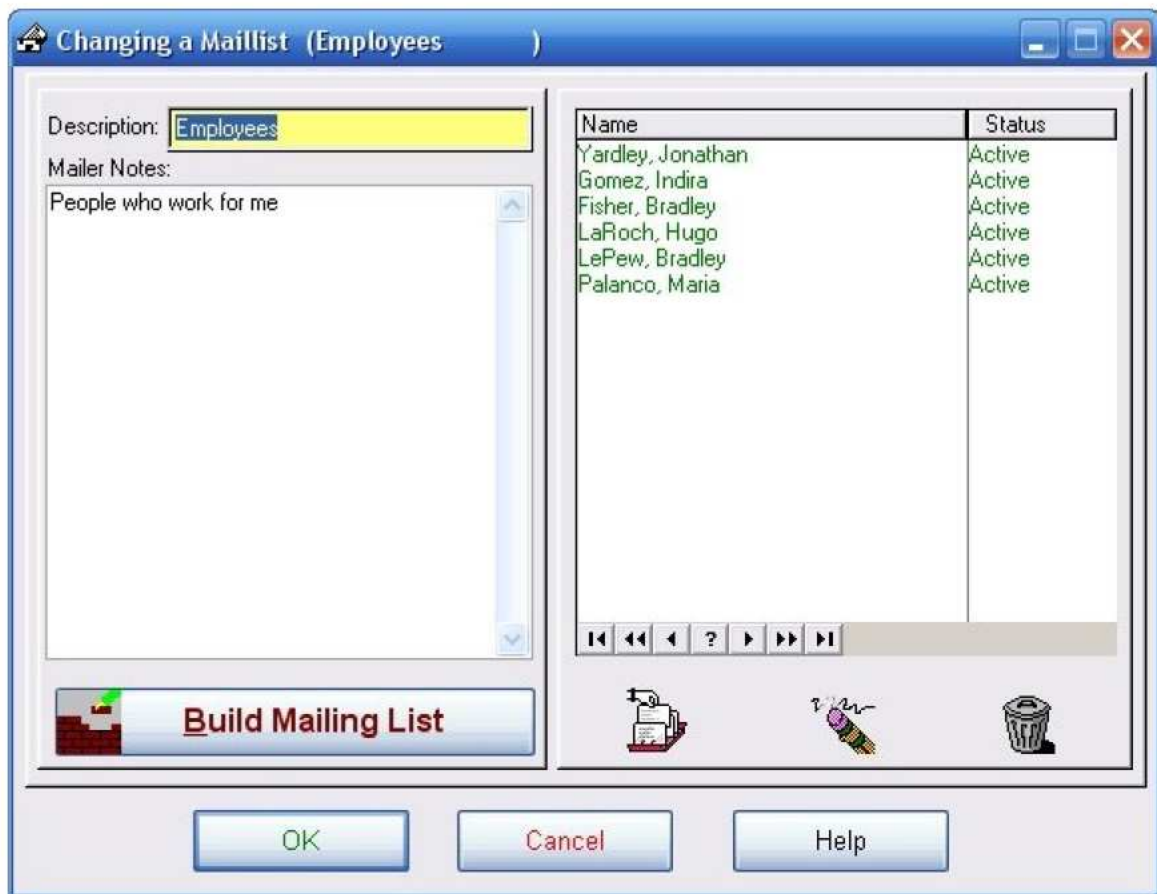 Changing a Maillist (Employees )
Description: Employees
Mailer Notes:
People who work for me
Build Mailing List
Name Status
Yardley, Jonathan Active
Gomez, Indira Active
Fisher, Bradley Active
LaRoch, Hugo Active
LePew, Bradley Active
Palanco, Maria Active
?
OK Cancel Help